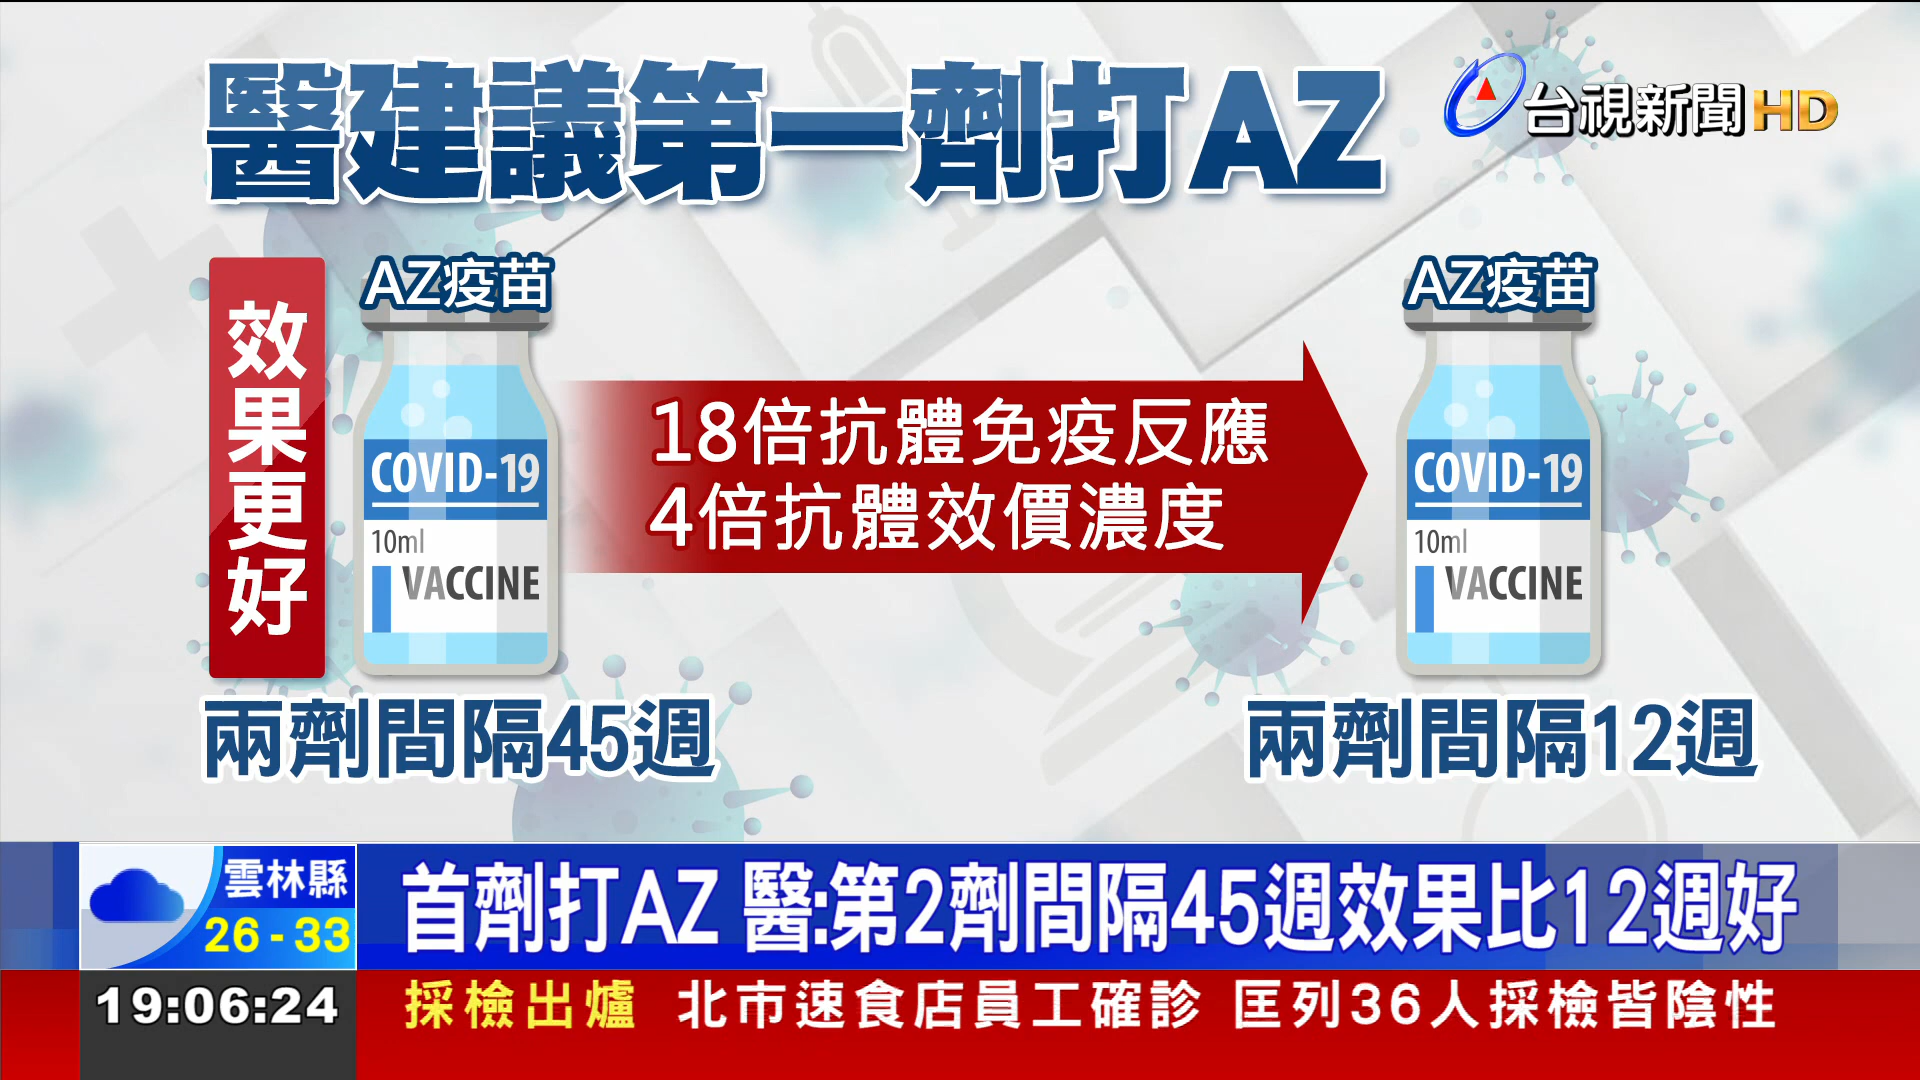 醫建議第一劑打AZ
台視新聞HD
效果更好
AZ疫苗
COVID-19
10ml
VACCINE
兩劑間隔45週
18倍抗體免疫反應
4倍抗體效價濃度
AZ疫苗
COVID-19
10ml
VACCINE
兩劑間隔12週
雲林縣
26-33
首劑打AZ 醫:第2劑間隔45週效果比12週好
19:06:24
採檢出爐 北市速食店員工確診 匡列36人採檢皆陰性